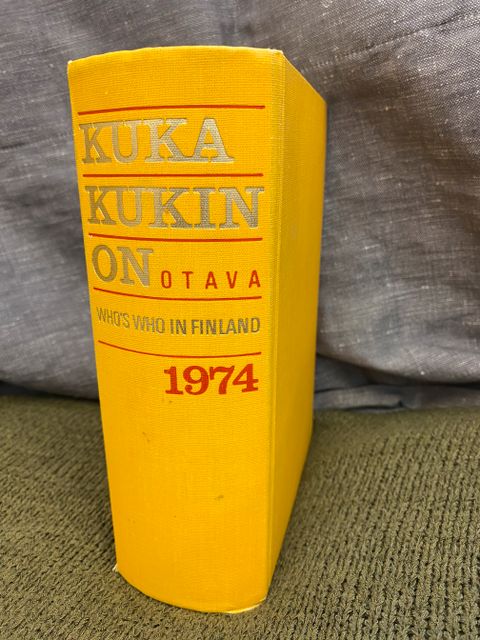 KUKA
KUKIN
ON OTAVA
WHO'S WHO IN FINLAND
1974